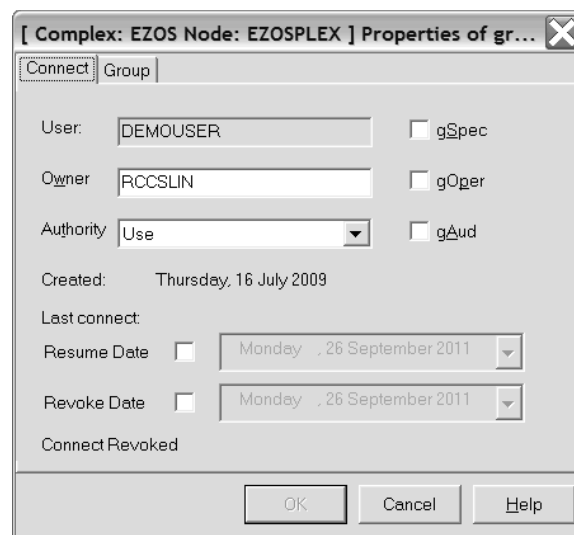 [ Complex: EZOS Node: EZOSPLEX ] Properties of gr...
Connect Group
User: DEMOUSER gSpec
Owner RCCSLIN gOper
Authority Use gAud
Created: Thursday, 16 July 2009
Last connect:
Resume Date Monday , 26 September 2011
Revoke Date Monday , 26 September 2011
Connect Revoked
OK Cancel Help